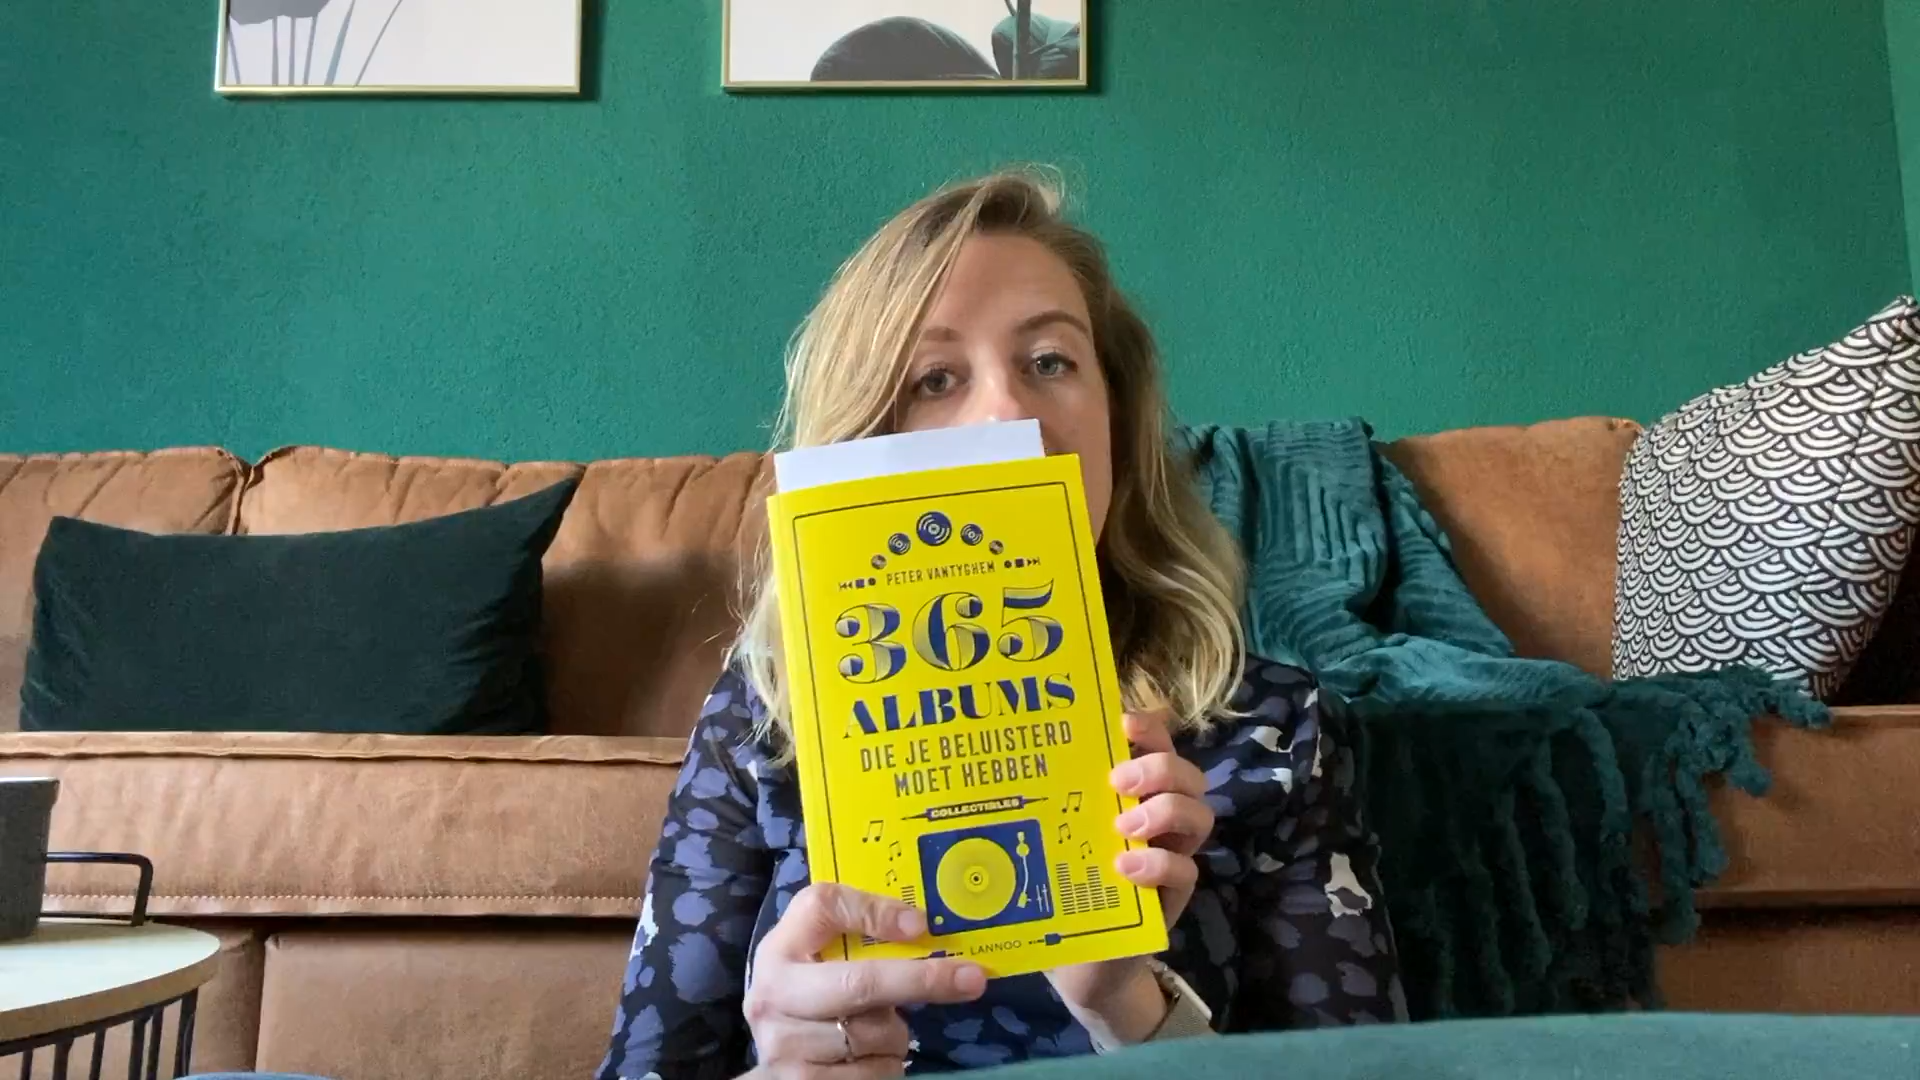 PETER VANTYGHEM
365
ALBUMS
DIE JE BELUISTERD
MOET HEBBEN
COLLECTIBLES
LANNOO